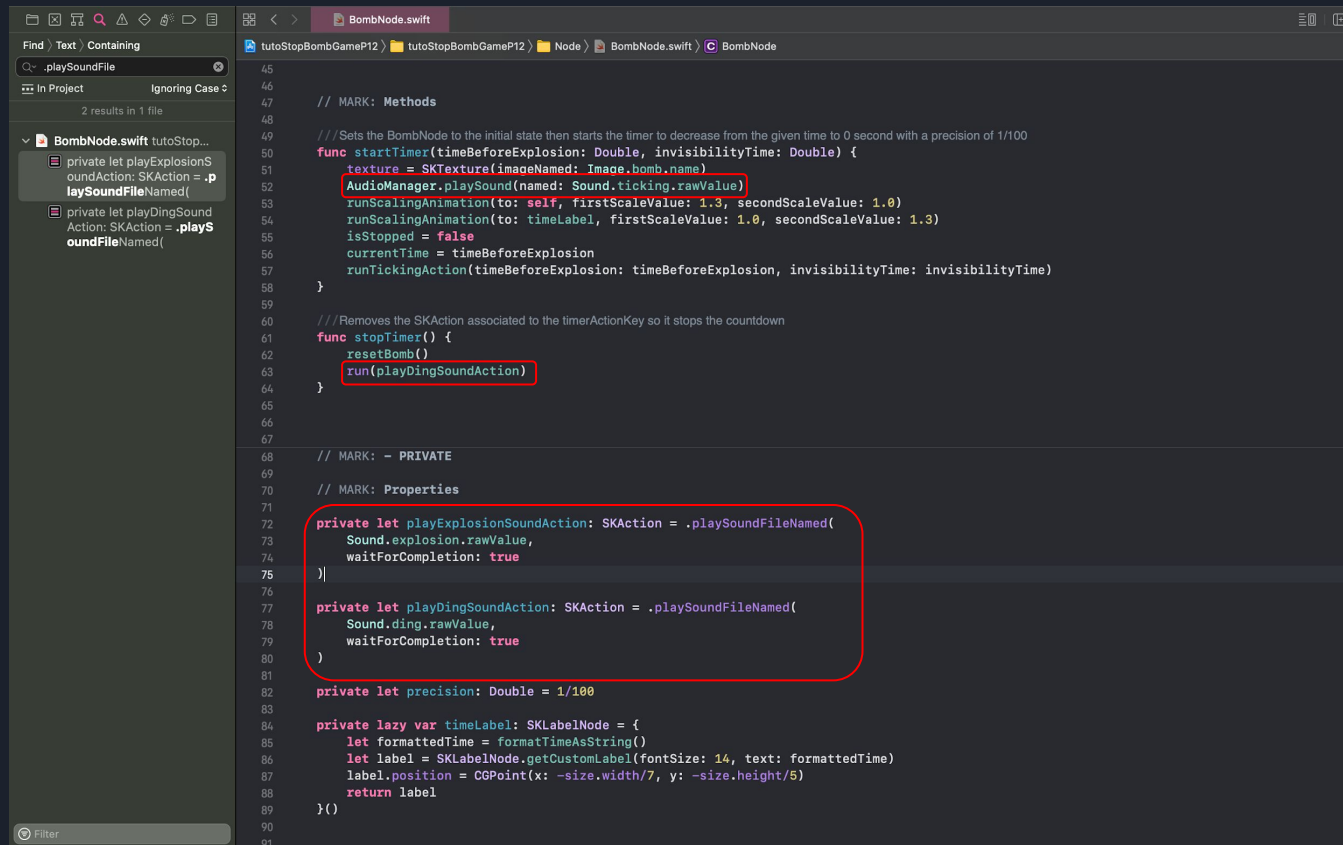 BombNode.swift
Find 〉 Text 〉 Containing
.playSoundFile
In Project
Ignoring Case
2 results in 1 file
BombNode.swift tutoStop...
private let playExplosionS
oundAction: SKAction = .p
laySoundFileNamed(
private let playDingSound
Action: SKAction = .playS
oundFileNamed(
Filter
tutoStopBombGameP12 〉 tutoStopBombGameP12 〉 Node 〉 BombNode.swift 〉 C BombNode
45
46
47 // MARK: Methods
48
49 ///Sets the BombNode to the initial state then starts the timer to decrease from the given time to 0 second with a precision of 1/100
50 func startTimer(timeBeforeExplosion: Double, invisibilityTime: Double) {
51 texture = SKTexture(imageNamed: Image.bomb.name)
52 AudioManager.playSound(named: Sound.ticking.rawValue)
53 runScalingAnimation(to: self, firstScaleValue: 1.3, secondScaleValue: 1.0)
54 runScalingAnimation(to: timeLabel, firstScaleValue: 1.0, secondScaleValue: 1.3)
55 isStopped = false
56 currentTime = timeBeforeExplosion
57 runTickingAction(timeBeforeExplosion: timeBeforeExplosion, invisibilityTime: invisibilityTime)
58 }
59
60 ///Removes the SKAction associated to the timerActionKey so it stops the countdown
61 func stopTimer() {
62 resetBomb()
63 run(playDingSoundAction)
64 }
65
66
67
68 // MARK: - PRIVATE
69
70 // MARK: Properties
71
72 private let playExplosionSoundAction: SKAction = .playSoundFileNamed(
73 Sound.explosion.rawValue,
74 waitForCompletion: true
75 )
76
77 private let playDingSoundAction: SKAction = .playSoundFileNamed(
78 Sound.ding.rawValue,
79 waitForCompletion: true
80 )
81
82 private let precision: Double = 1/100
83
84 private lazy var timeLabel: SKLabelNode = {
85 let formattedTime = formatTimeAsString()
86 let label = SKLabelNode.getCustomLabel(fontSize: 14, text: formattedTime)
87 label.position = CGPoint(x: -size.width/7, y: -size.height/5)
88 return label
89 }()
90
91